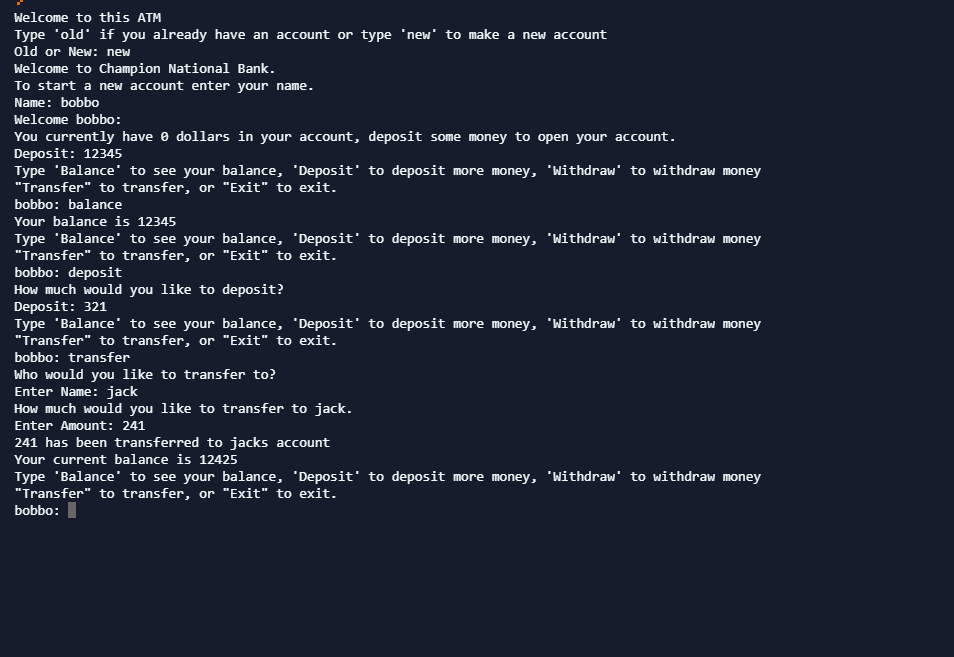 Welcome to this ATM
Type 'old' if you already have an account or type 'new' to make a new account
Old or New: new
Welcome to Champion National Bank.
To start a new account enter your name.
Name: bobbo
Welcome bobbo:
You currently have 0 dollars in your account, deposit some money to open your account.
Deposit: 12345
Type 'Balance' to see your balance, 'Deposit' to deposit more money, 'Withdraw' to withdraw money
"Transfer" to transfer, or "Exit" to exit.
bobbo: balance
Your balance is 12345
Type 'Balance' to see your balance, 'Deposit' to deposit more money, 'Withdraw' to withdraw money
"Transfer" to transfer, or "Exit" to exit.
bobbo: deposit
How much would you like to deposit?
Deposit: 321
Type 'Balance' to see your balance, 'Deposit' to deposit more money, 'Withdraw' to withdraw money
"Transfer" to transfer, or "Exit" to exit.
bobbo: transfer
Who would you like to transfer to?
Enter Name: jack
How much would you like to transfer to jack.
Enter Amount: 241
241 has been transferred to jacks account
Your current balance is 12425
Type 'Balance' to see your balance, 'Deposit' to deposit more money, 'Withdraw' to withdraw money
"Transfer" to transfer, or "Exit" to exit.
bobbo: